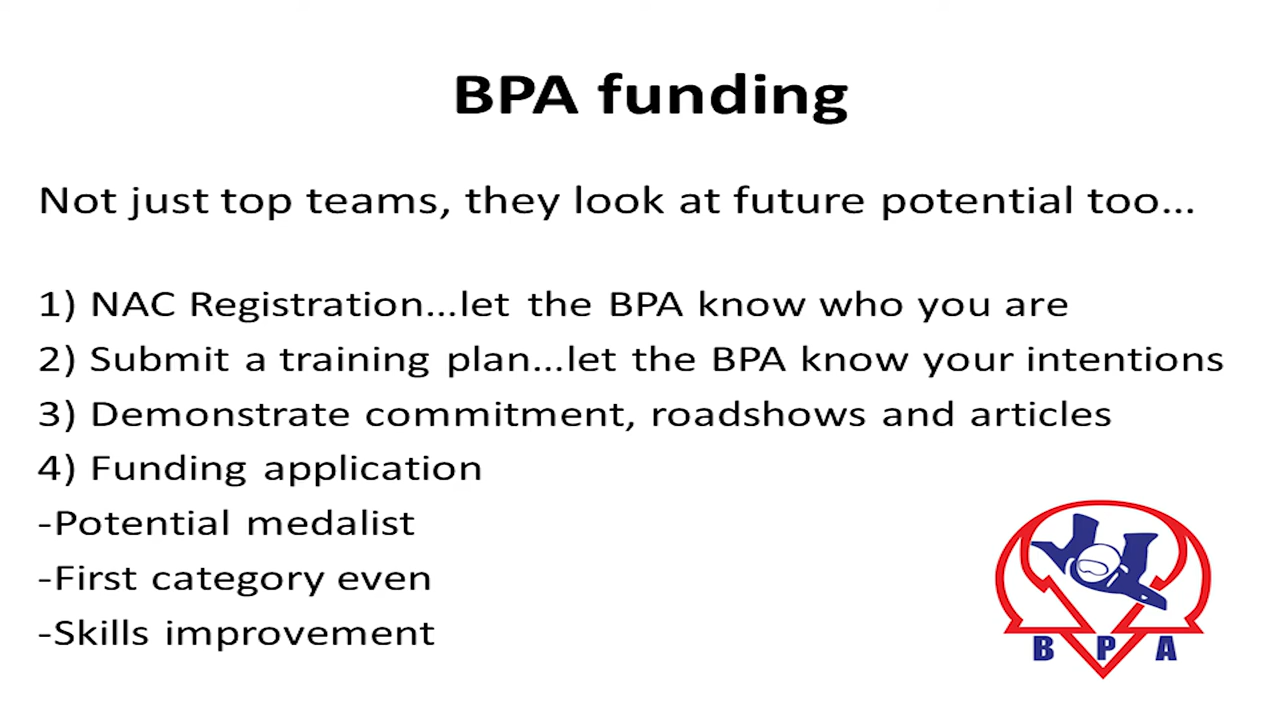 BPA funding
Not just top teams, they look at future potential too...
1) NAC Registration...let the BPA know who you are
2) Submit a training plan...let the BPA know your intentions
3) Demonstrate commitment, roadshows and articles
4) Funding application
-Potential medalist
-First category even
-Skills improvement
B P A